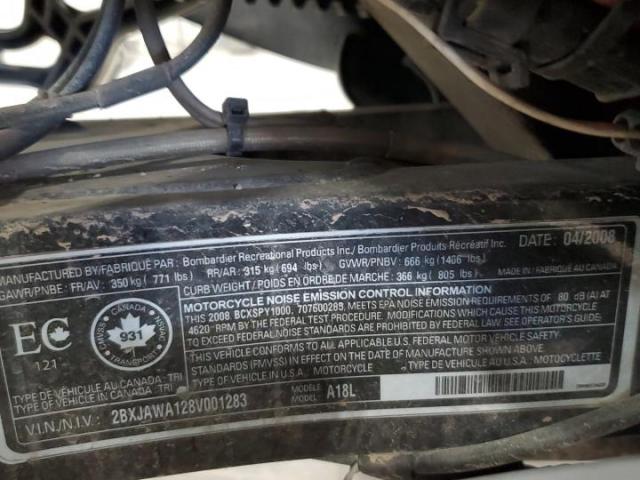 MANUFACTURED BY/FABRIQUÉ PAR: Bombardier Recreational Products Inc./ Bombardier Produits Récréatif Inc. DATE: 04/2008
GAWR/PNBE: FR/AV: 350 kg ( 771 lbs) RR/AR: 315 kg ( 694 lbs) GVWR/PNBV: 666 kg (1406 lbs)
CURB WEIGHT / POIDS EN ORDRE DE MARCHE: 366 kg ( 805 lbs) MADE IN / FABRIQUÉ AU CANADA
MOTORCYCLE NOISE EMISSION CONTROL INFORMATION
THIS 2008 BCXSPY1000, 707600283, MEETS EPA NOISE EMISSION REQUIREMENTS OF 80 dB (A) AT
4620 RPM BY THE FEDERAL TEST PROCEDURE. MODIFICATIONS WHICH CAUSE THIS MOTORCYCLE
TO EXCEED FEDERAL NOISE STANDARDS ARE PROHIBITED BY FEDERAL LAW. SEE OPERATOR'S GUIDE.
THIS VEHICLE CONFORMS TO ALL APPLICABLE U.S. FEDERAL MOTOR VEHICLE SAFETY
STANDARDS (FMVSS) IN EFFECT ON THE DATE OF MANUFACTURE SHOWN ABOVE.
EC
121
CANADA
931
TRANSPORT
TYPE OF VEHICLE AU CANADA - TRI
TYPE DE VÉHICULE AU CANADA - TRI
TYPE OF VEHICLE IN U.S.A. / TYPE DE VÉHICULE AUX É.-U.: MOTORCYCLE / MOTOCYCLETTE
V.I.N./N.I.V.: 2BXJAWA128V001283 MODEL: MODÈLE: A18L